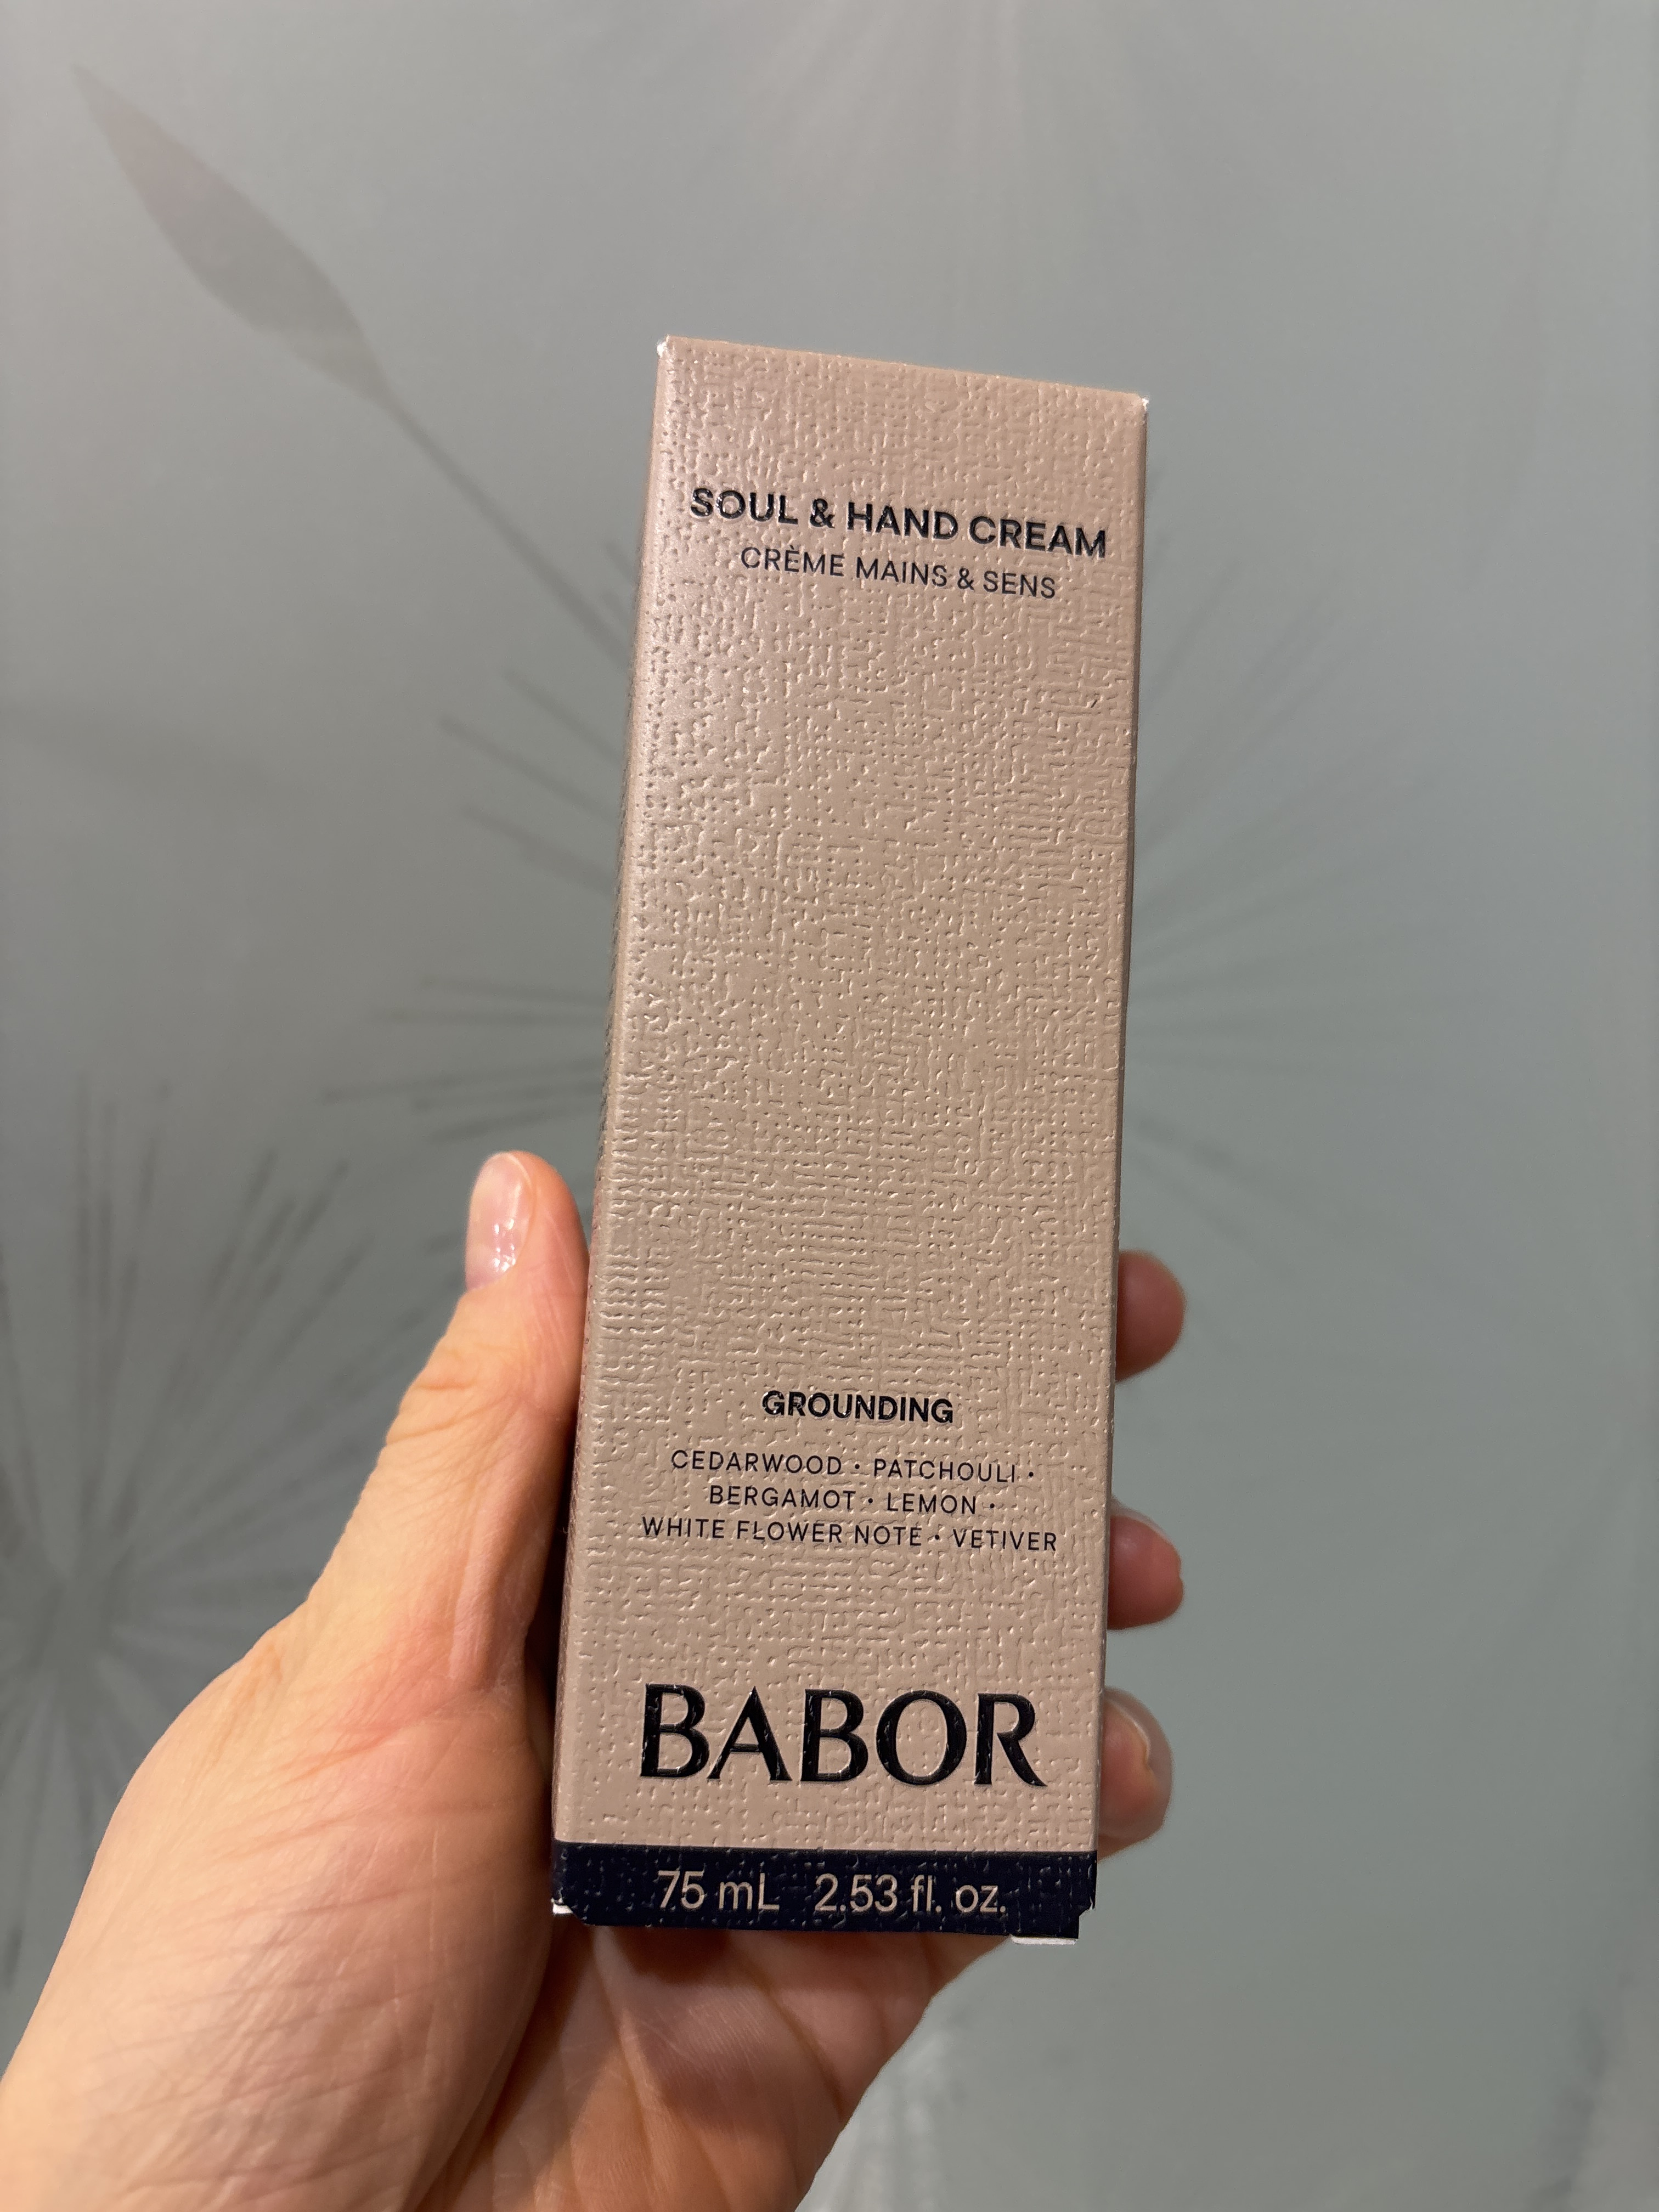 SOUL & HAND CREAM
CRÈME MAINS & SENS
GROUNDING
CEDARWOOD • PATCHOULI •
BERGAMOT • LEMON •
WHITE FLOWER NOTE • VETIVER
BABOR
75 mL 2.53 fl. oz.